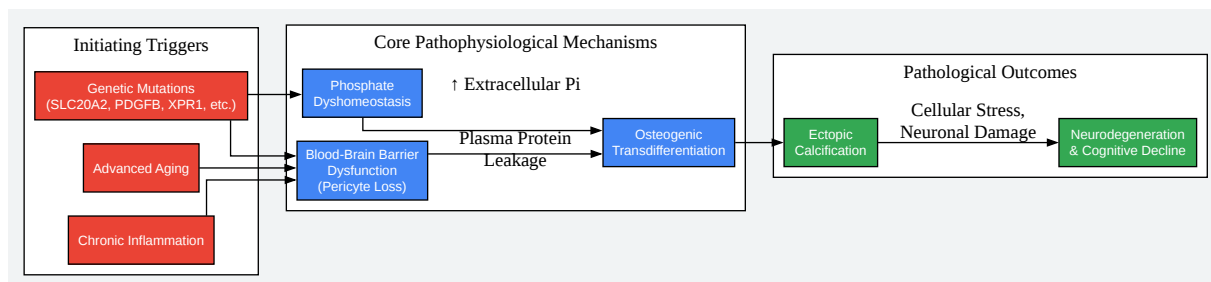 Initiating Triggers
Genetic Mutations
(SLC20A2, PDGFB, XPR1, etc.)
Advanced Aging
Chronic Inflammation
Core Pathophysiological Mechanisms
Phosphate
Dyshomeostasis
↑ Extracellular Pi
Blood-Brain Barrier
Dysfunction
(Pericyte Loss)
Plasma Protein
Leakage
Osteogenic
Transdifferentiation
Pathological Outcomes
Ectopic
Calcification
Cellular Stress,
Neuronal Damage
Neurodegeneration
& Cognitive Decline